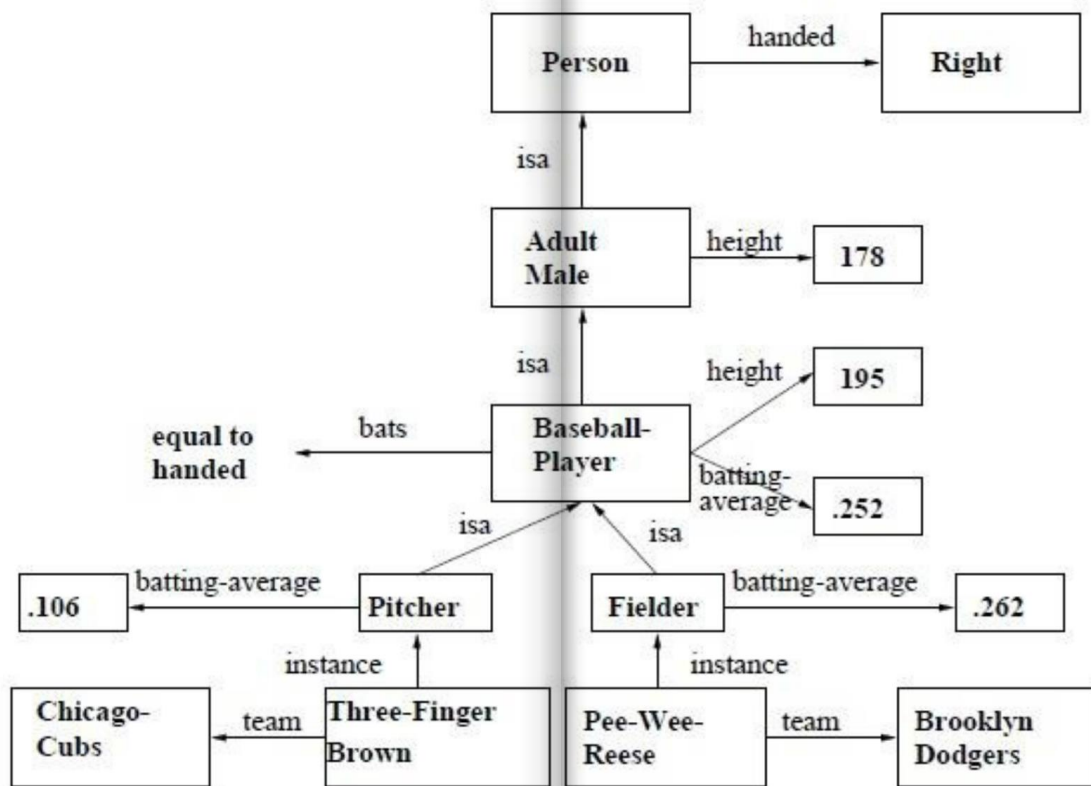 handed
Person
Right
isa
Adult
Male
height
178
isa
height
195
bats
equal to
handed
Baseball-
Player
batting-
average
.252
isa
isa
.106
batting-average
Pitcher
Fielder
batting-average
.262
instance
instance
Chicago-
Cubs
team
Three-Finger
Brown
Pee-Wee-
Reese
team
Brooklyn
Dodgers